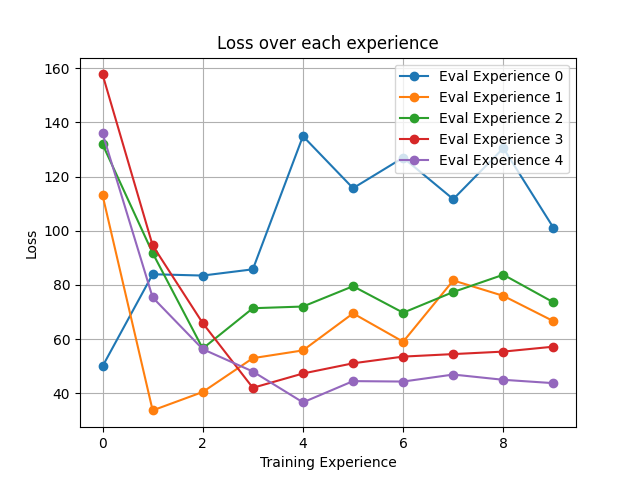 Loss over each experience
Eval Experience 0
Eval Experience 1
Eval Experience 2
Eval Experience 3
Eval Experience 4
Loss
160
140
120
100
80
60
40
0 2 4 6 8
Training Experience